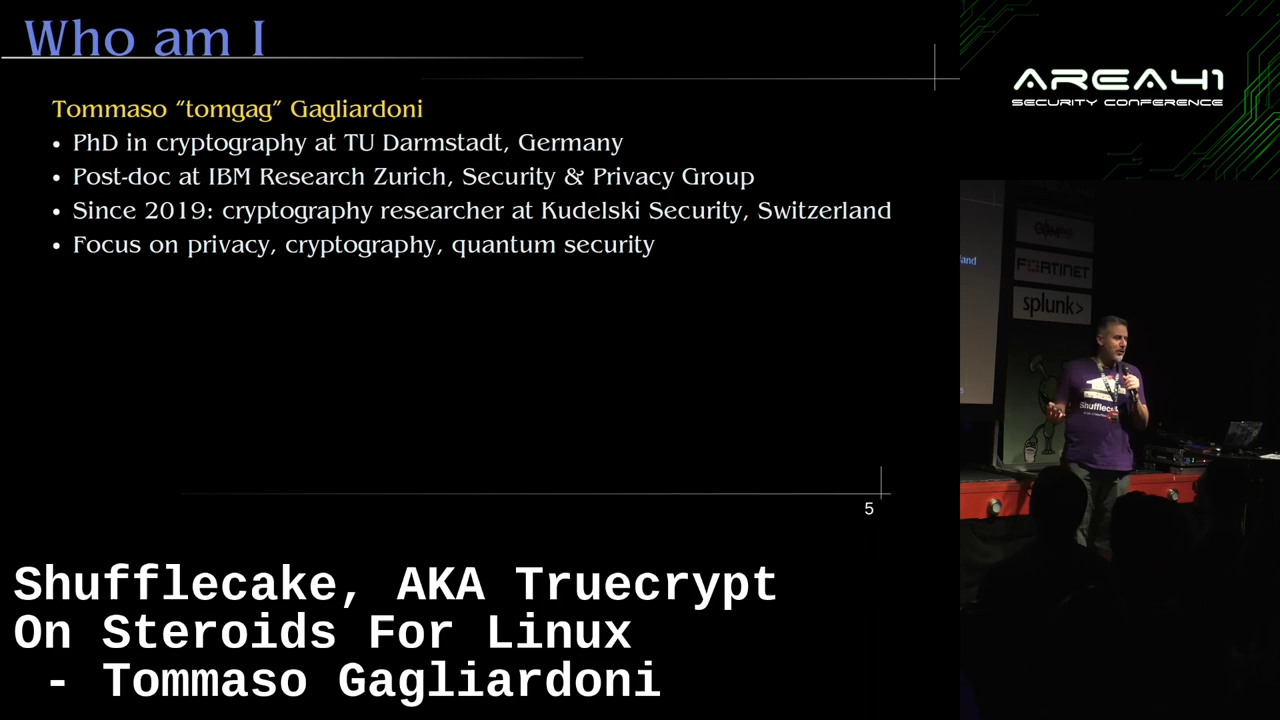 Who am I
Tommaso “tomgag” Gagliardoni
• PhD in cryptography at TU Darmstadt, Germany
• Post-doc at IBM Research Zurich, Security & Privacy Group
• Since 2019: cryptography researcher at Kudelski Security, Switzerland
• Focus on privacy, cryptography, quantum security
5
Shufflecake, AKA Truecrypt
On Steroids For Linux
- Tommaso Gagliardoni
AREA41
SECURITY CONFERENCE
land
FORTINET
splunk>